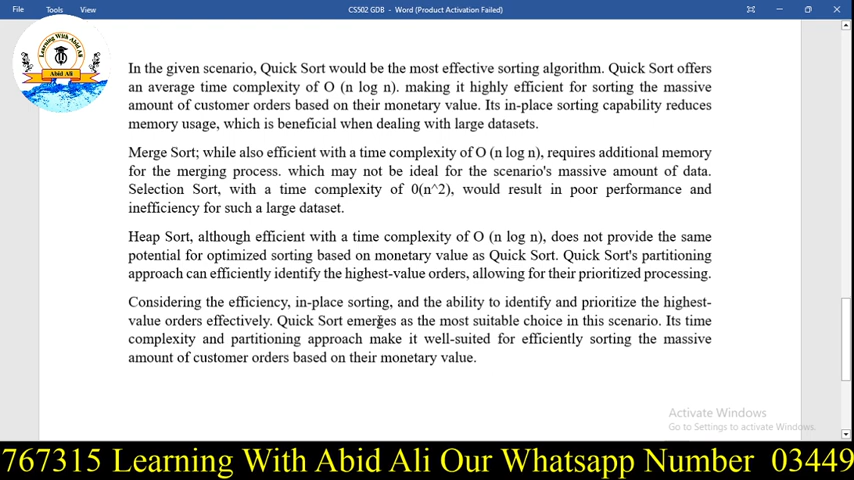 File Tools View CS502 GDB - Word (Product Activation Failed)
Learning With Abid Ali
Abid Ali
In the given scenario, Quick Sort would be the most effective sorting algorithm. Quick Sort offers
an average time complexity of O (n log n). making it highly efficient for sorting the massive
amount of customer orders based on their monetary value. Its in-place sorting capability reduces
memory usage, which is beneficial when dealing with large datasets.
Merge Sort; while also efficient with a time complexity of O (n log n), requires additional memory
for the merging process. which may not be ideal for the scenario's massive amount of data.
Selection Sort, with a time complexity of 0(n^2), would result in poor performance and
inefficiency for such a large dataset.
Heap Sort, although efficient with a time complexity of O (n log n), does not provide the same
potential for optimized sorting based on monetary value as Quick Sort. Quick Sort's partitioning
approach can efficiently identify the highest-value orders, allowing for their prioritized processing.
Considering the efficiency, in-place sorting, and the ability to identify and prioritize the highest-
value orders effectively. Quick Sort emerges as the most suitable choice in this scenario. Its time
complexity and partitioning approach make it well-suited for efficiently sorting the massive
amount of customer orders based on their monetary value.
Activate Windows
Go to Settings to activate Windows.
767315 Learning With Abid Ali Our Whatsapp Number 03449